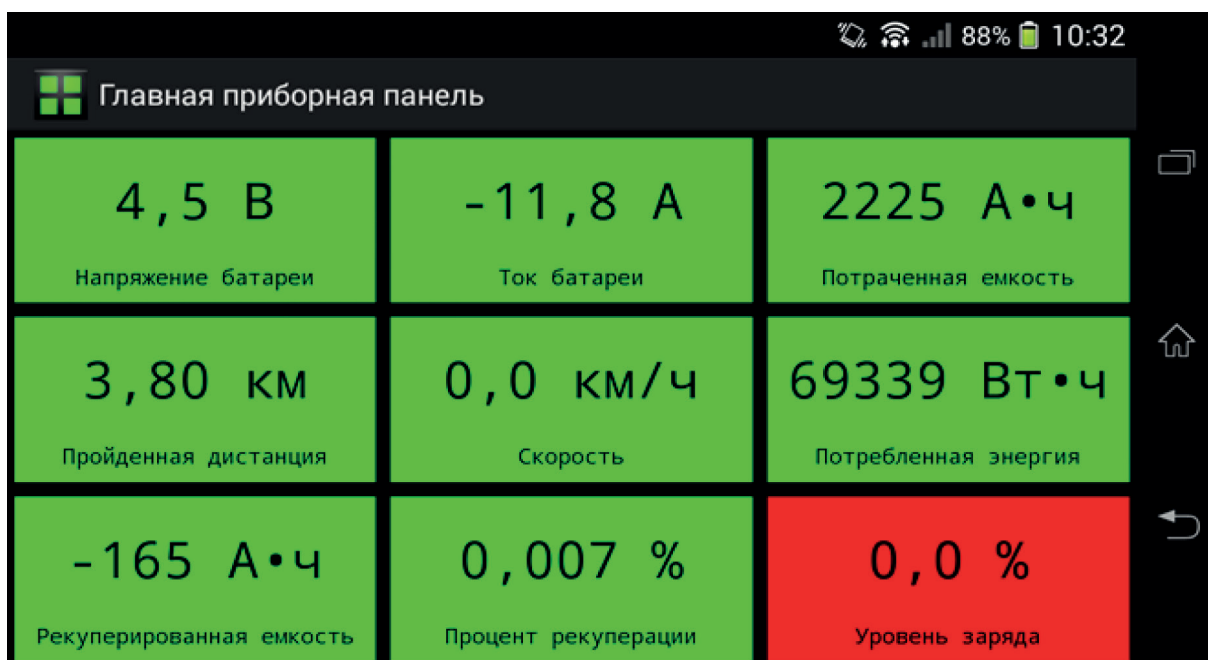 88% 10:32
Главная приборная панель
4,5 В
Напряжение батареи
-11,8 А
Ток батареи
2225 А•ч
Потраченная емкость
3,80 км
Пройденная дистанция
0,0 км/ч
Скорость
69339 Вт•ч
Потребленная энергия
-165 А•ч
Рекуперированная емкость
0,007 %
Процент рекуперации
0,0 %
Уровень заряда